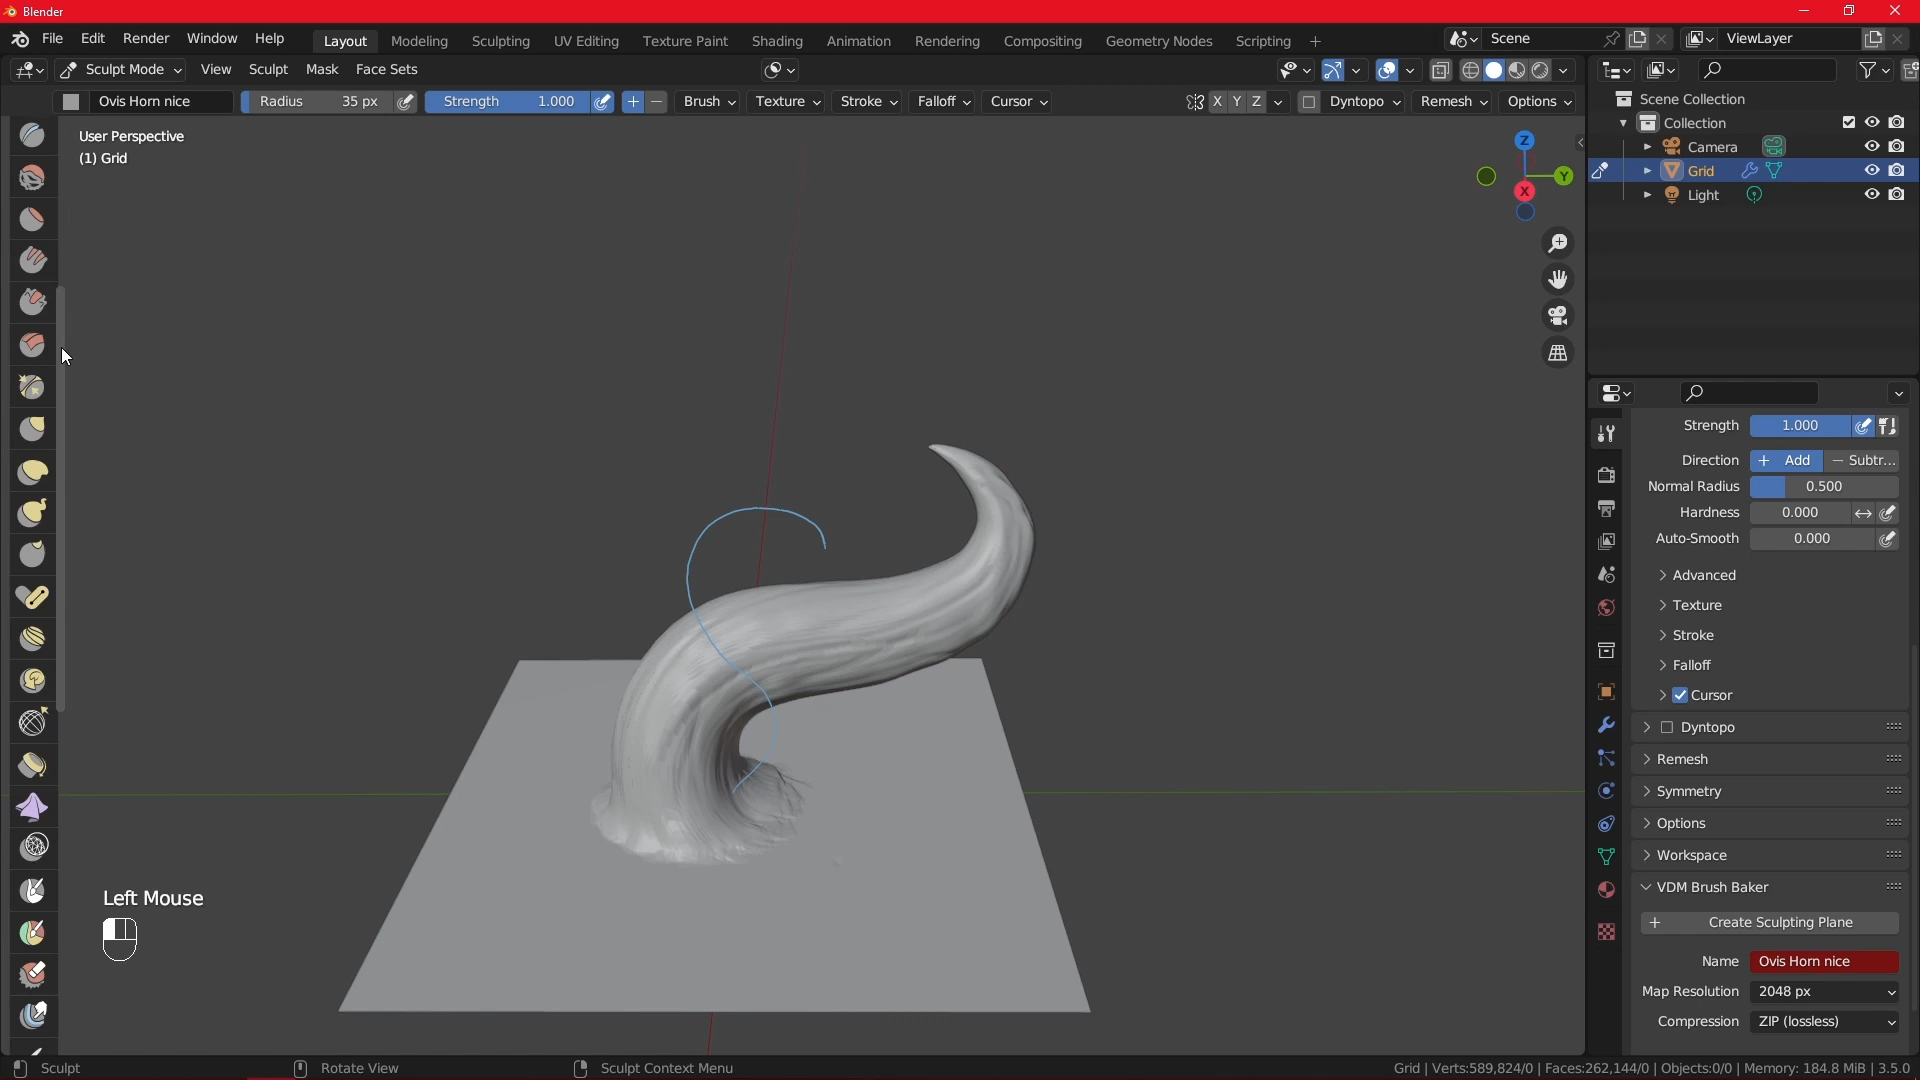 Blender
File Edit Render Window Help Layout Modeling Sculpting UV Editing Texture Paint Shading Animation Rendering Compositing Geometry Nodes Scripting + Scene ViewLayer
Sculpt Mode View Sculpt Mask Face Sets
Ovis Horn nice Radius 35 px Strength 1.000 Brush Texture Stroke Falloff Cursor X Y Z Dyntopo Remesh Options
User Perspective
(1) Grid
Z
Y
X
Scene Collection
Collection
Camera
Grid
Light
Strength 1.000
Direction + Add − Subtr...
Normal Radius 0.500
Hardness 0.000
Auto-Smooth 0.000
Advanced
Texture
Stroke
Falloff
Cursor
Dyntopo
Remesh
Symmetry
Options
Workspace
VDM Brush Baker
+ Create Sculpting Plane
Name Ovis Horn nice
Map Resolution 2048 px
Compression ZIP (lossless)
Left Mouse
Sculpt Rotate View Sculpt Context Menu Grid | Verts:589,824/0 | Faces:262,144/0 | Objects:0/0 | Memory: 184.8 MiB | 3.5.0